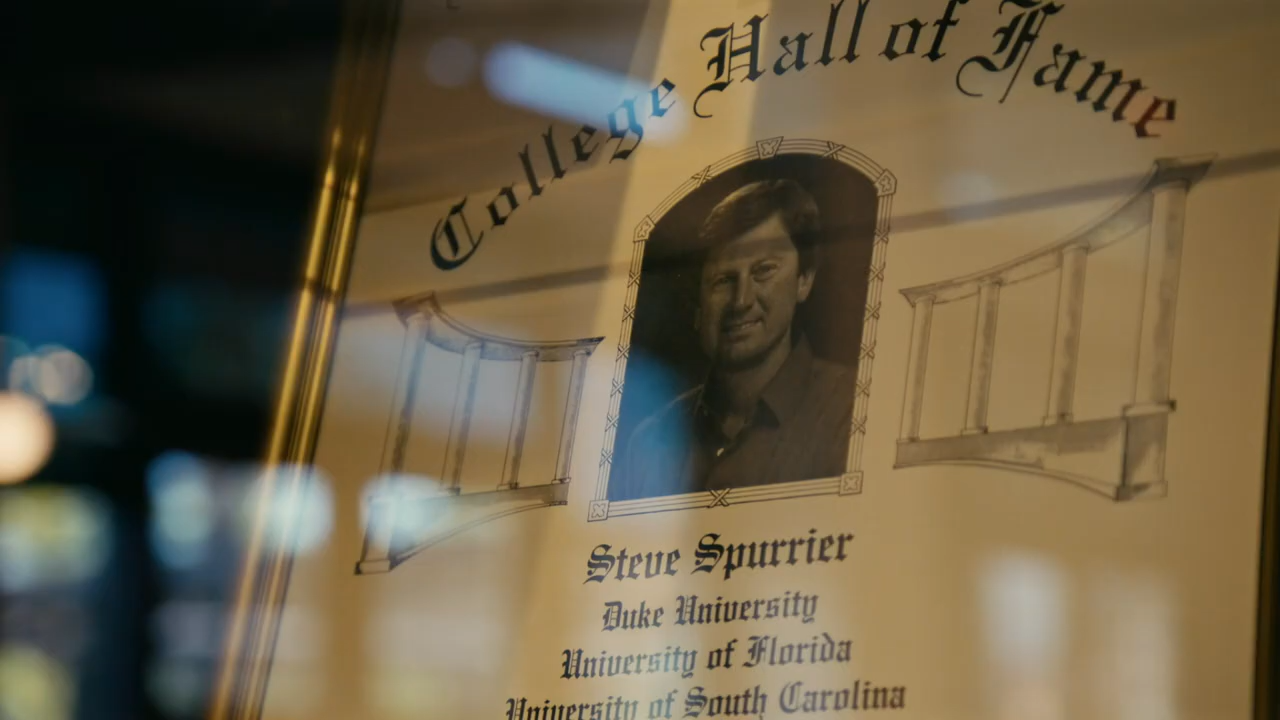 College Hall of Fame
Steve Spurrier
Duke University
University of Florida
University of South Carolina